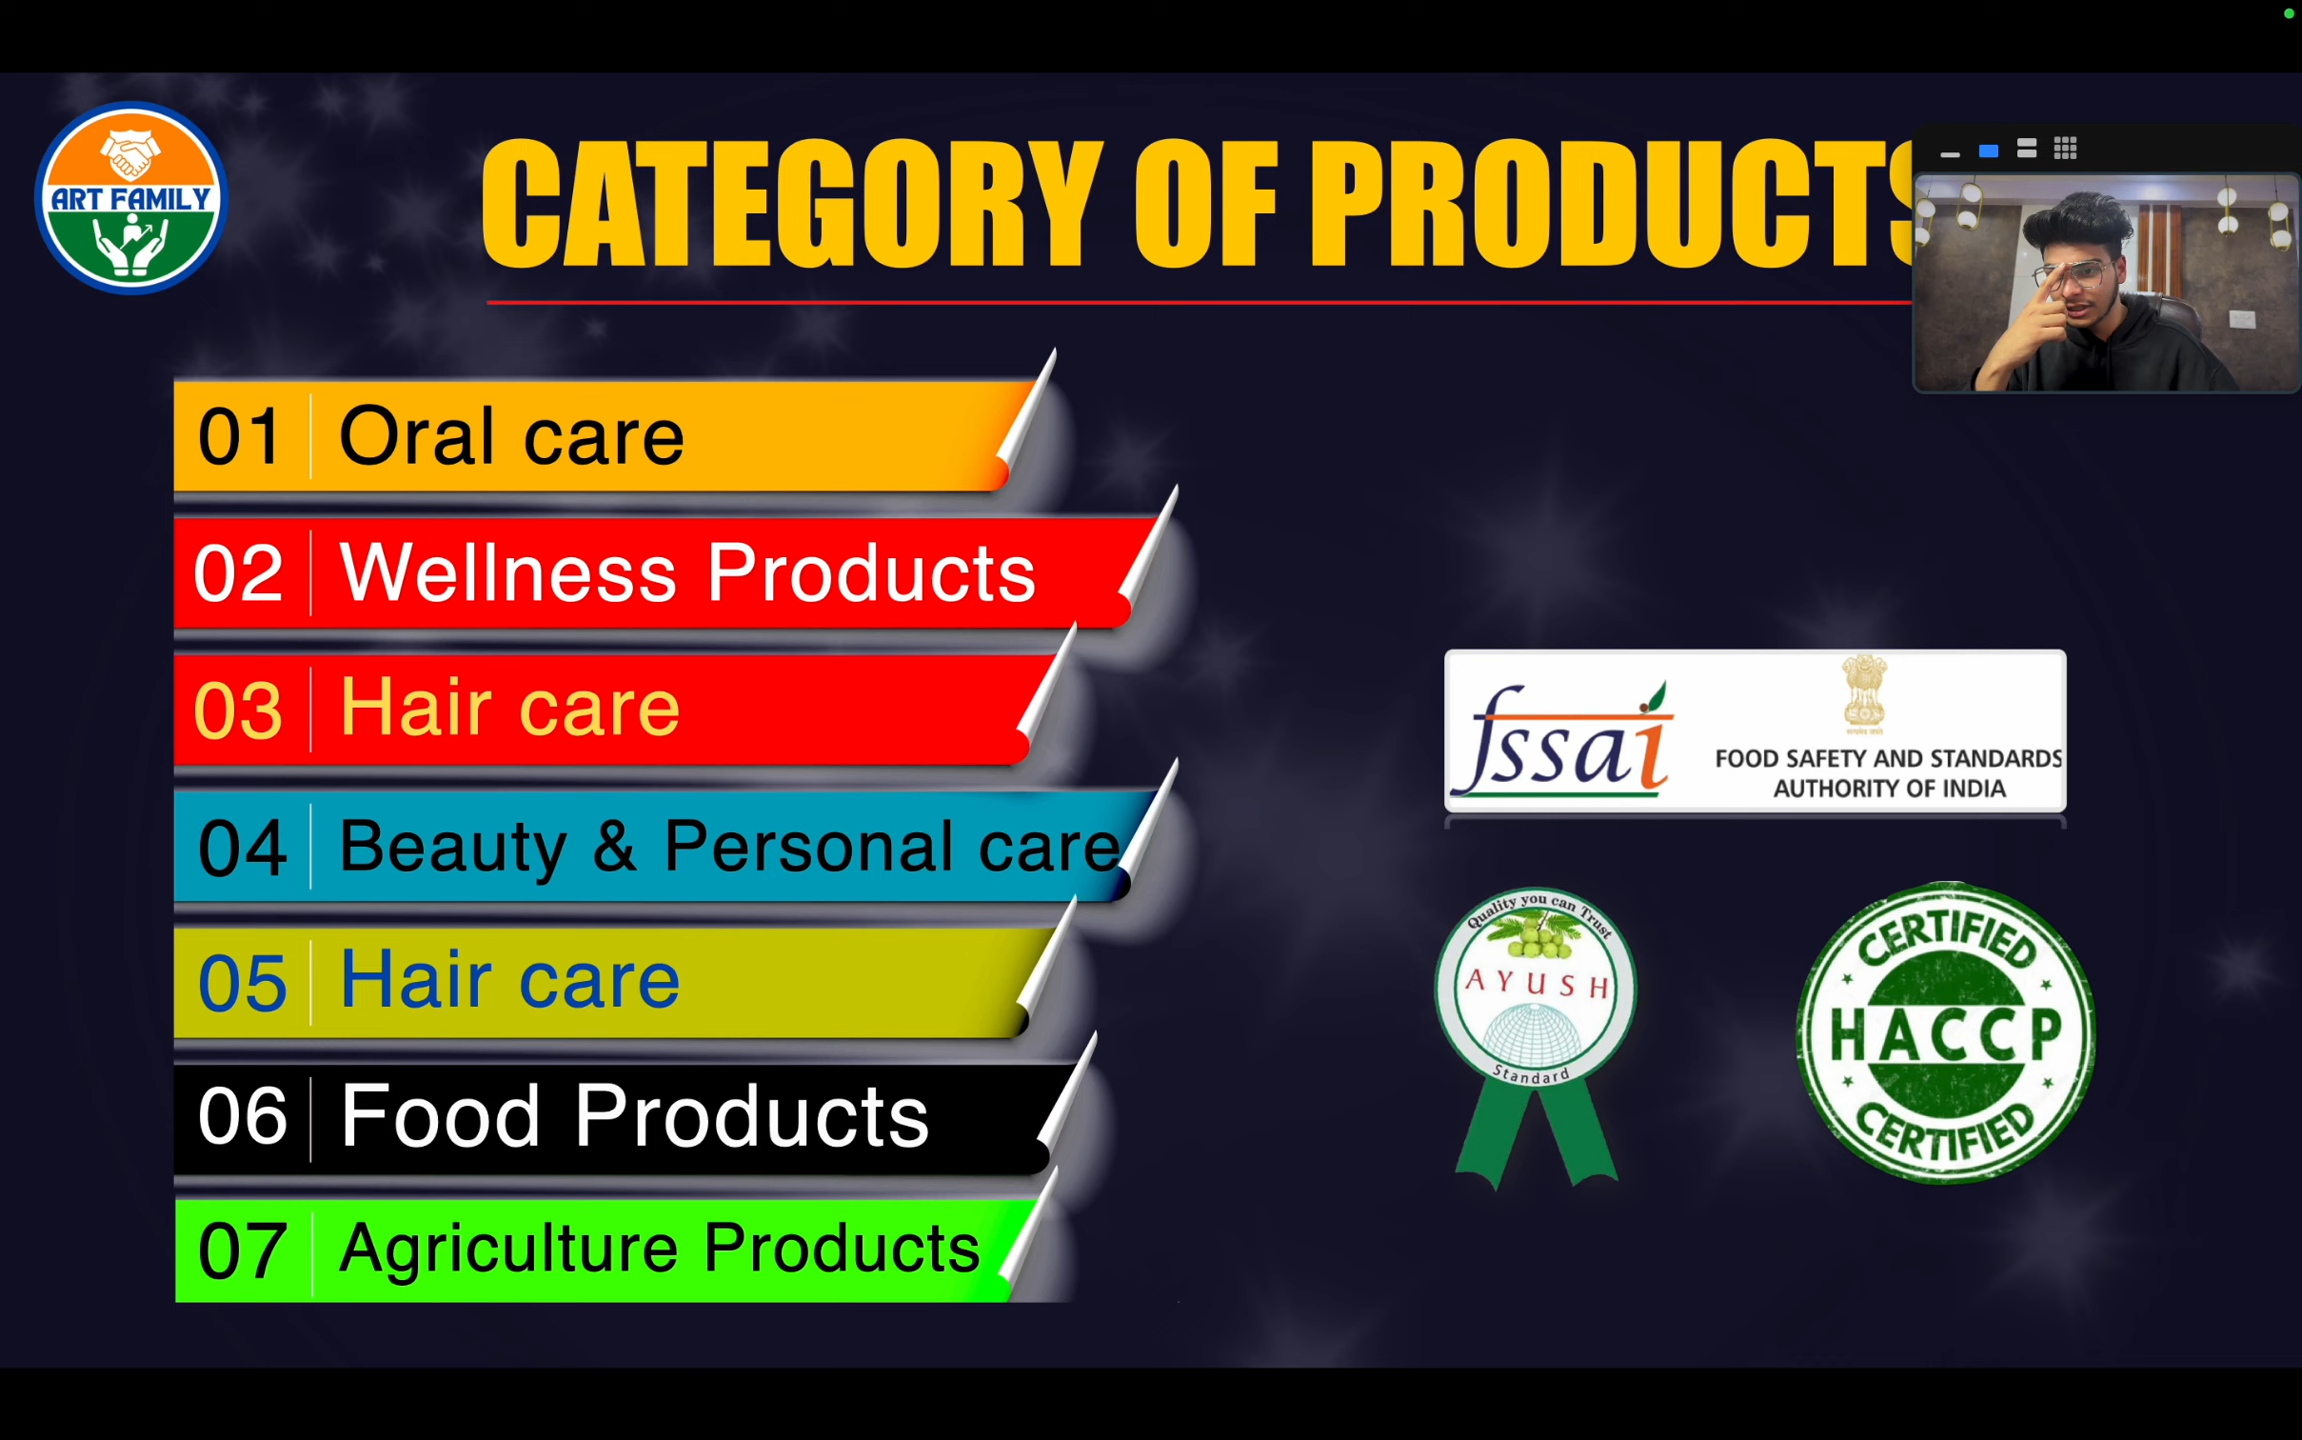 ART FAMILY
CATEGORY OF PRODUCTS
01 Oral care
02 Wellness Products
03 Hair care
04 Beauty & Personal care
05 Hair care
06 Food Products
07 Agriculture Products
fssai
FOOD SAFETY AND STANDARDS
AUTHORITY OF INDIA
Quality you can Trust
AYUSH
Standard
CERTIFIED
HACCP
CERTIFIED